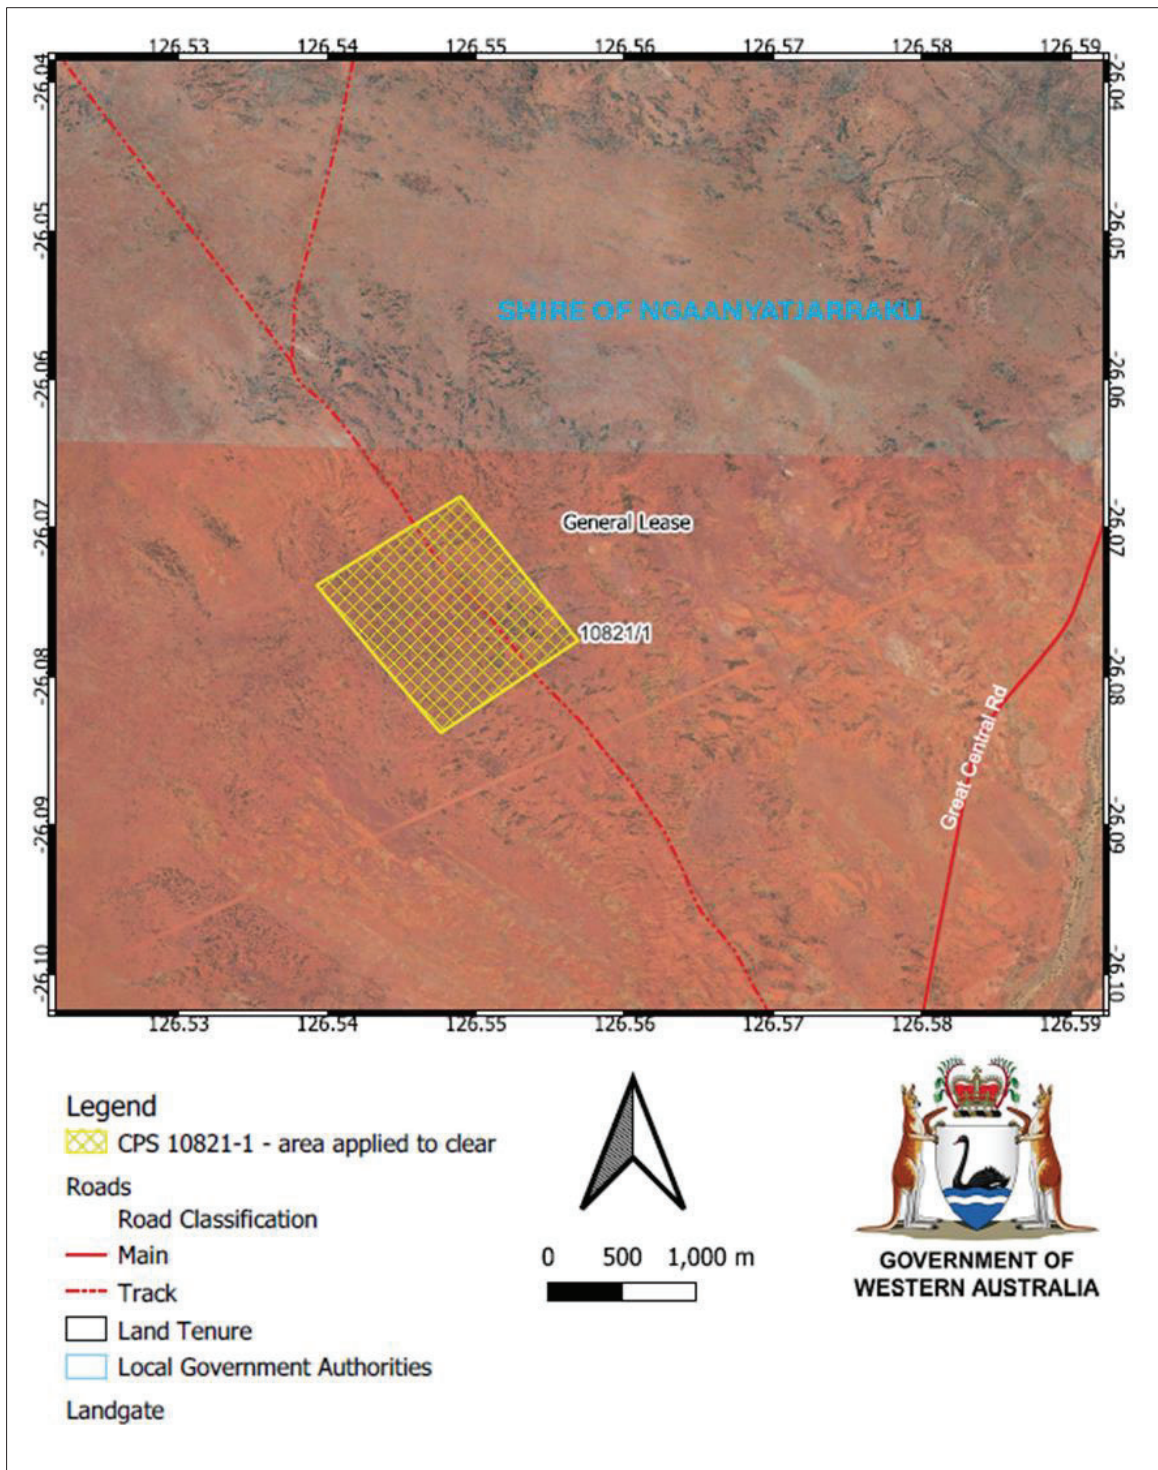 126.53 126.54 126.55 126.56 126.57 126.58 126.59
-26.04 -26.04
-26.05 -26.05
SHIRE OF NGAANYATJARRAKU
-26.06 -26.06
General Lease
-26.07 -26.07
10821/1
-26.08 -26.08
Great Central Rd
-26.09 -26.09
-26.10 -26.10
126.53 126.54 126.55 126.56 126.57 126.58 126.59
Legend
CPS 10821-1 - area applied to clear
Roads
Road Classification
Main
Track
Land Tenure
Local Government Authorities
Landgate
0 500 1,000 m
GOVERNMENT OF
WESTERN AUSTRALIA